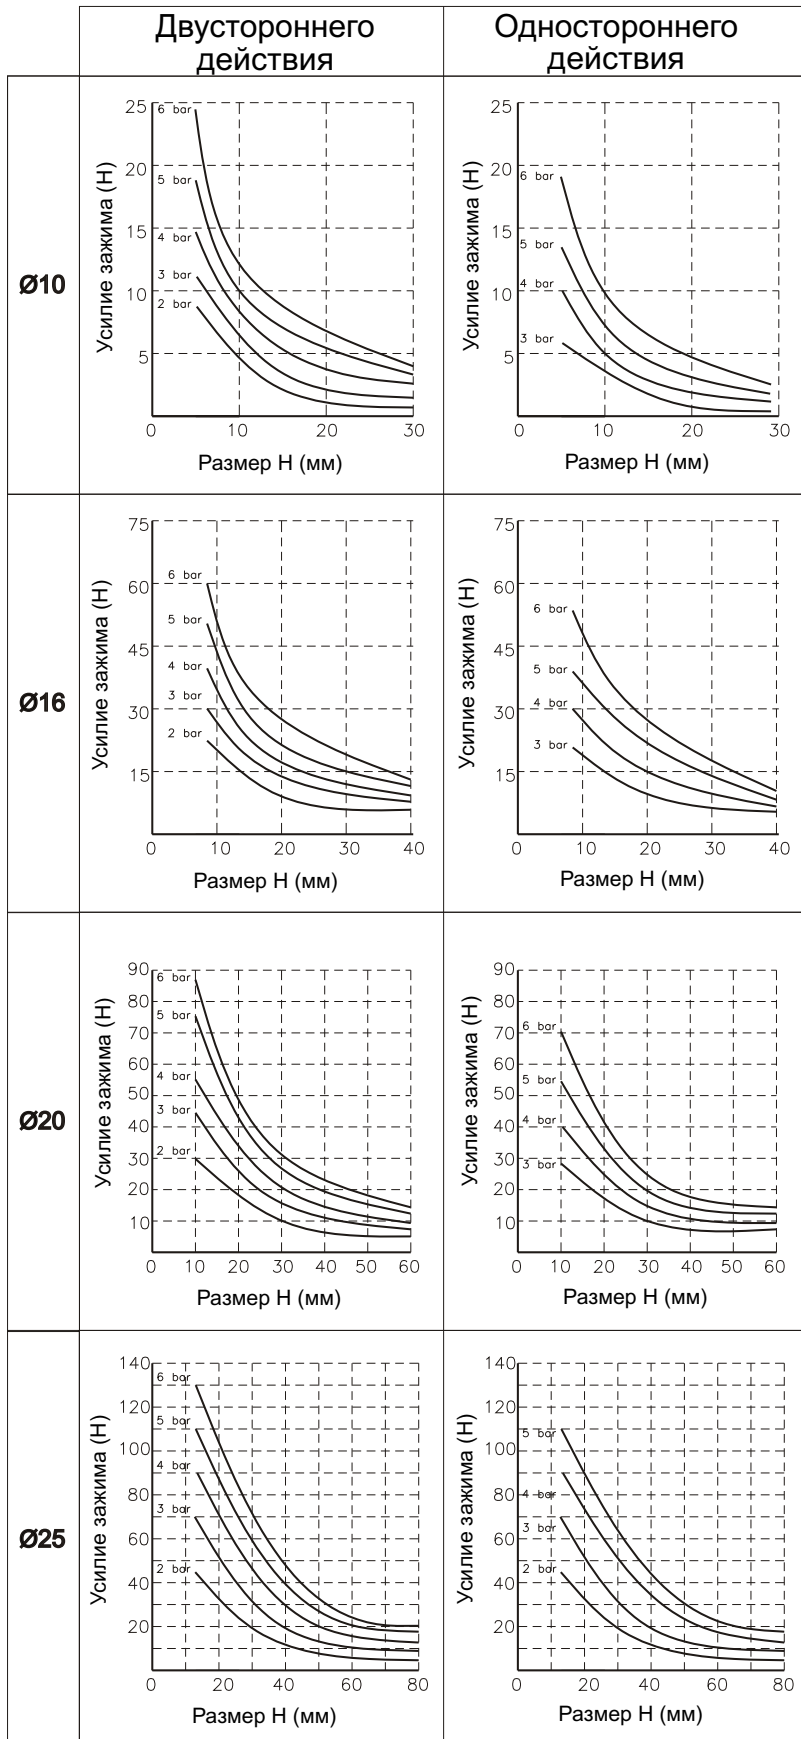 Двустороннего
действия
Одностороннего
действия
Ø10
Усилие зажима (Н)
25
20
15
10
5
6 bar
5 bar
4 bar
3 bar
2 bar
0 10 20 30
Размер Н (мм)
Усилие зажима (Н)
25
20
15
10
5
6 bar
5 bar
4 bar
3 bar
0 10 20 30
Размер Н (мм)
Ø16
Усилие зажима (Н)
75
60
45
30
15
6 bar
5 bar
4 bar
3 bar
2 bar
0 10 20 30 40
Размер Н (мм)
Усилие зажима (Н)
75
60
45
30
15
6 bar
5 bar
4 bar
3 bar
0 10 20 30 40
Размер Н (мм)
Ø20
Усилие зажима (Н)
90
80
70
60
50
40
30
20
10
6 bar
5 bar
4 bar
3 bar
2 bar
0 10 20 30 40 50 60
Размер Н (мм)
Усилие зажима (Н)
90
80
70
60
50
40
30
20
10
6 bar
5 bar
4 bar
3 bar
0 10 20 30 40 50 60
Размер Н (мм)
Ø25
Усилие зажима (Н)
140
120
100
80
60
40
20
6 bar
5 bar
4 bar
3 bar
2 bar
0 20 40 60 80
Размер Н (мм)
Усилие зажима (Н)
140
120
100
80
60
40
20
5 bar
4 bar
3 bar
2 bar
0 20 40 60 80
Размер Н (мм)